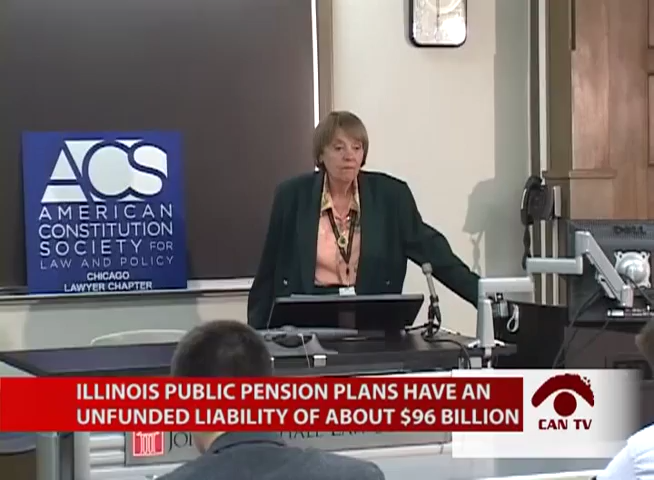 ACS
AMERICAN
CONSTITUTION
SOCIETY FOR
LAW AND POLICY
CHICAGO
LAWYER CHAPTER
DELL
ILLINOIS PUBLIC PENSION PLANS HAVE AN
UNFUNDED LIABILITY OF ABOUT $96 BILLION
CAN TV